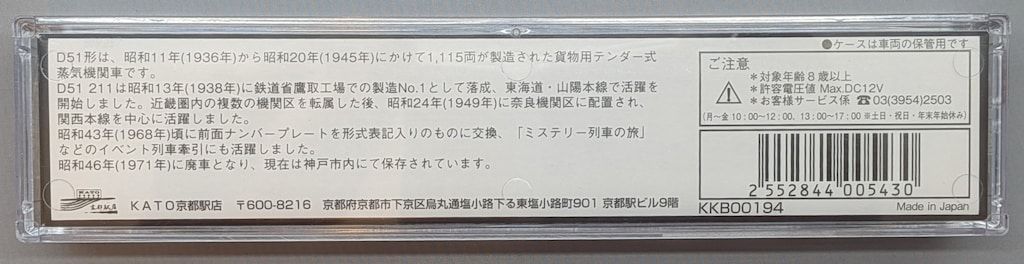 D51形は、昭和11年(1936年)から昭和20年(1945年)にかけて1,115両が製造された貨物用テンダー式
蒸気機関車です。
D51 211は昭和13年(1938年)に鉄道省鷹取工場での製造No.1として落成、東海道・山陽本線で活躍を
開始しました。近畿圏内の複数の機関区を転属した後、昭和24年(1949年)に奈良機関区に配置され、
関西本線を中心に活躍しました。
昭和43年(1968年)頃に前面ナンバープレートを形式表記入りのものに交換、「ミステリー列車の旅」
などのイベント列車牽引にも活躍しました。
昭和46年(1971年)に廃車となり、現在は神戸市内にて保存されています。
KATO
京都駅店
KATO京都駅店 〒600-8216 京都府京都市下京区烏丸通塩小路下る東塩小路町901 京都駅ビル9階
●ケースは車両の保管用です
ご注意
*対象年齢8歳以上
*許容電圧値 Max.DC12V
*お客様サービス係 ☎03(3954)2503
(月〜金10:00〜12:00、13:00〜17:00 ※土日・祝日・年末年始休み)
2 552844 005430
KKB00194
Made in Japan